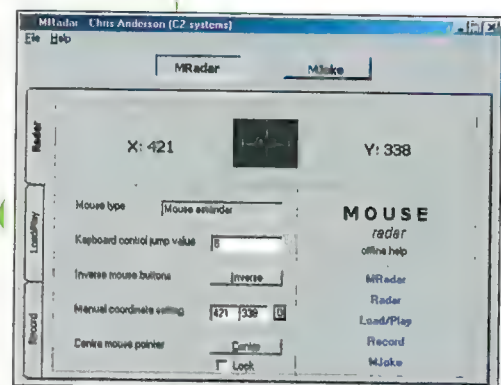 MRadar - Chris Anderson (C2 systems)
File Help
MRadar MJoke
Radar
Load/Play
Record
X: 421
Y: 338
Mouse type
Mouse
Keyboard control jump value
Inverse mouse buttons Inverse
Manual coordinate setting 421 338
Centre mouse pointer Centre
Lock
MOUSE
radar
offline help
MRadar
Radar
Load/Play
Record
MJoke